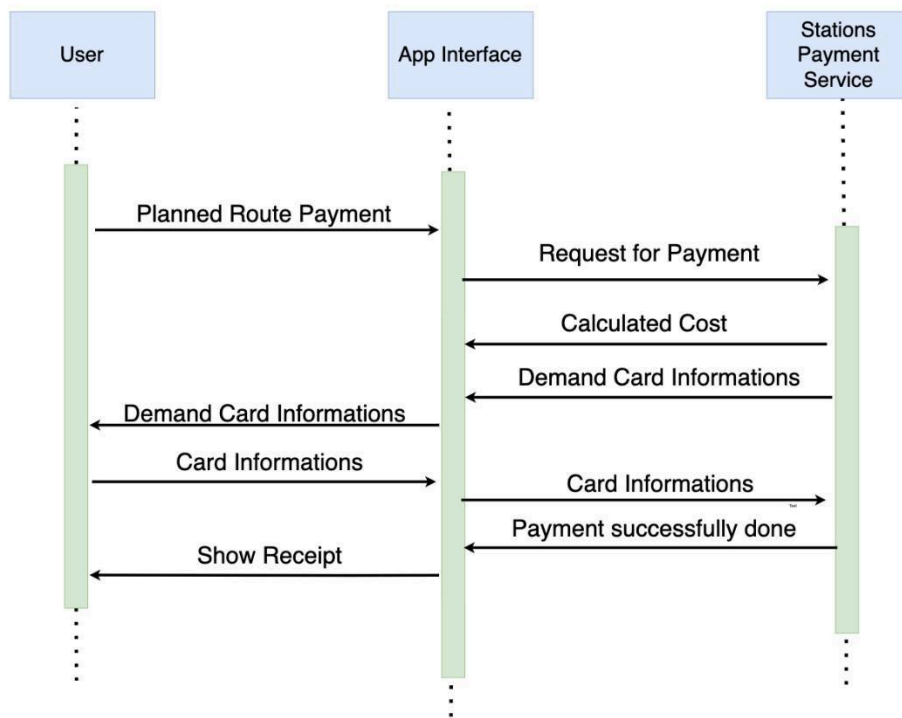 User
App Interface
Stations
Payment
Service
Planned Route Payment
Request for Payment
Calculated Cost
Demand Card Informations
Demand Card Informations
Card Informations
Card Informations
Text
Payment successfully done
Show Receipt